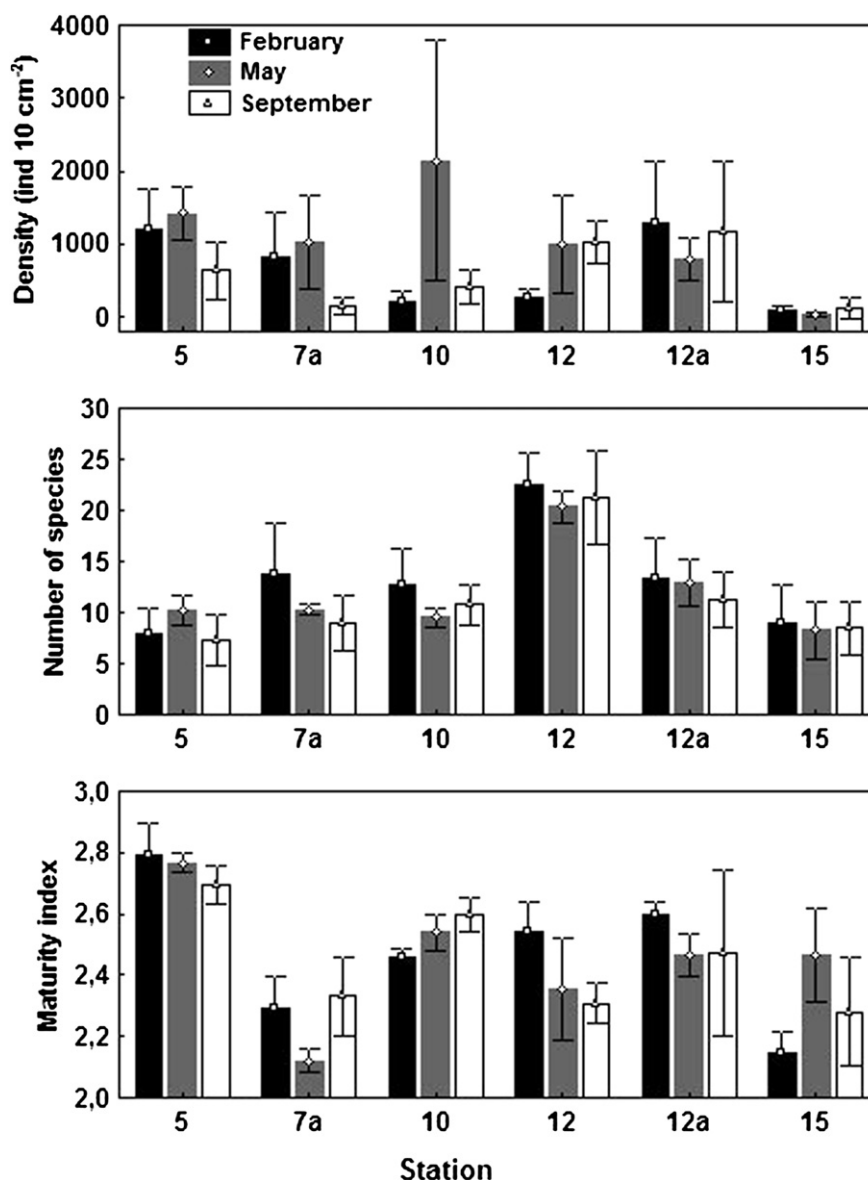 Density (ind 10 cm⁻²)
4000
3000
2000
1000
0
February
May
September
5 7a 10 12 12a 15
Number of species
30
25
20
15
10
5
0
5 7a 10 12 12a 15
Maturity index
3,0
2,8
2,6
2,4
2,2
2,0
5 7a 10 12 12a 15
Station